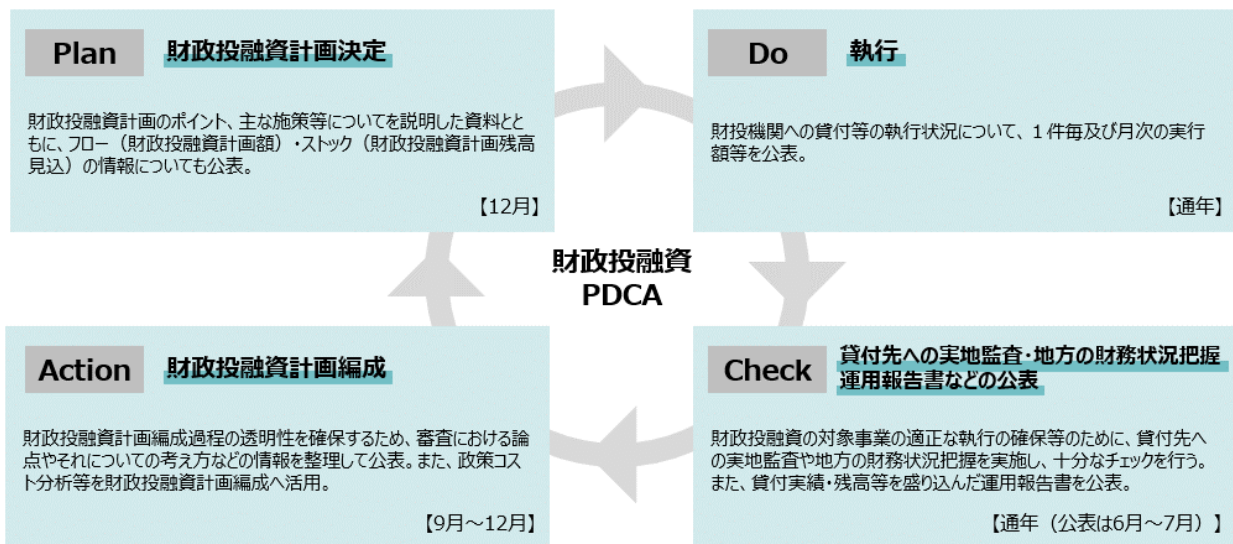 Plan
財政投融資計画決定
財政投融資計画のポイント、主な施策等についてを説明した資料とと
もに、フロー（財政投融資計画額）・ストック（財政投融資計画残高
見込）の情報についても公表。
【12月】
Do
執行
財投機関への貸付等の執行状況について、１件毎及び月次の実行
額等を公表。
【通年】
財政投融資
PDCA
Action
財政投融資計画編成
財政投融資計画編成過程の透明性を確保するため、審査における論
点やそれについての考え方などの情報を整理して公表。また、政策コス
ト分析等を財政投融資計画編成へ活用。
【9月～12月】
Check
貸付先への実地監査・地方の財務状況把握
運用報告書などの公表
財政投融資の対象事業の適正な執行の確保等のために、貸付先へ
の実地監査や地方の財務状況把握を実施し、十分なチェックを行う。
また、貸付実績・残高等を盛り込んだ運用報告書を公表。
【通年（公表は6月～7月）】